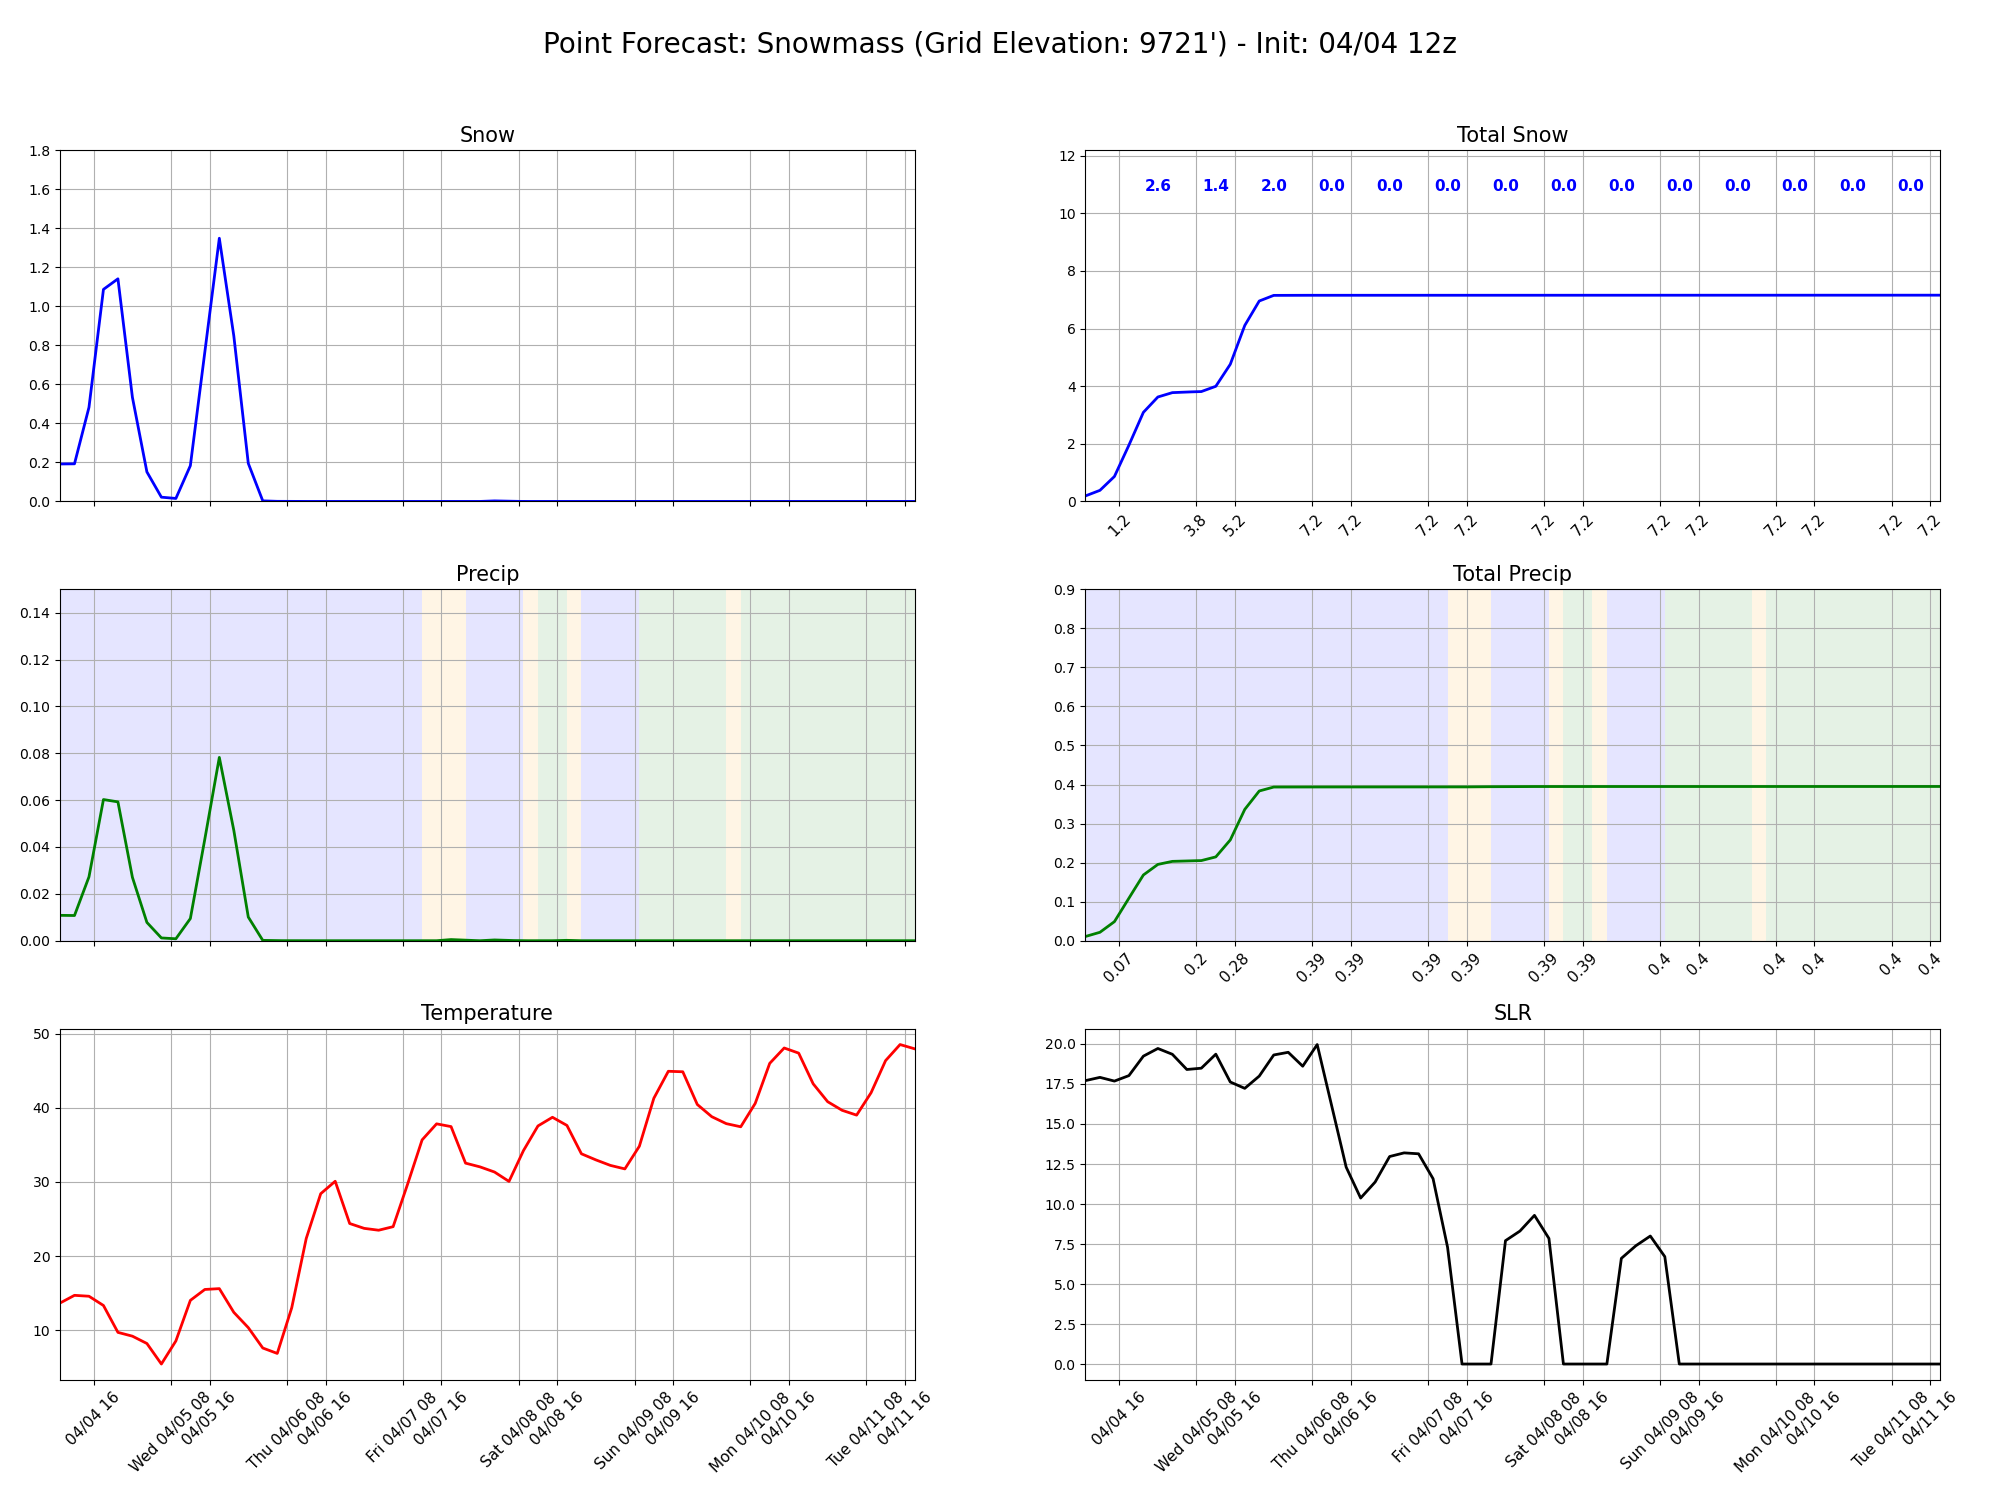 Point Forecast: Snowmass (Grid Elevation: 9721') - Init: 04/04 12z
Snow
1.8
1.6
1.4
1.2
1.0
0.8
0.6
0.4
0.2
0.0
Total Snow
12
10
8
6
4
2
0
2.6 1.4 2.0 0.0 0.0 0.0 0.0 0.0 0.0 0.0 0.0 0.0 0.0 0.0
1.2 3.8 5.2 7.2 7.2 7.2 7.2 7.2 7.2 7.2 7.2 7.2 7.2 7.2 7.2
Precip
0.14
0.12
0.10
0.08
0.06
0.04
0.02
0.00
Total Precip
0.9
0.8
0.7
0.6
0.5
0.4
0.3
0.2
0.1
0.0
0.07 0.2 0.28 0.39 0.39 0.39 0.39 0.39 0.39 0.4 0.4 0.4 0.4 0.4 0.4
Temperature
50
40
30
20
10
04/04 16
Wed 04/05 08
04/05 16
Thu 04/06 08
04/06 16
Fri 04/07 08
04/07 16
Sat 04/08 08
04/08 16
Sun 04/09 08
04/09 16
Mon 04/10 08
04/10 16
Tue 04/11 08
04/11 16
SLR
20.0
17.5
15.0
12.5
10.0
7.5
5.0
2.5
0.0
04/04 16
Wed 04/05 08
04/05 16
Thu 04/06 08
04/06 16
Fri 04/07 08
04/07 16
Sat 04/08 08
04/08 16
Sun 04/09 08
04/09 16
Mon 04/10 08
04/10 16
Tue 04/11 08
04/11 16